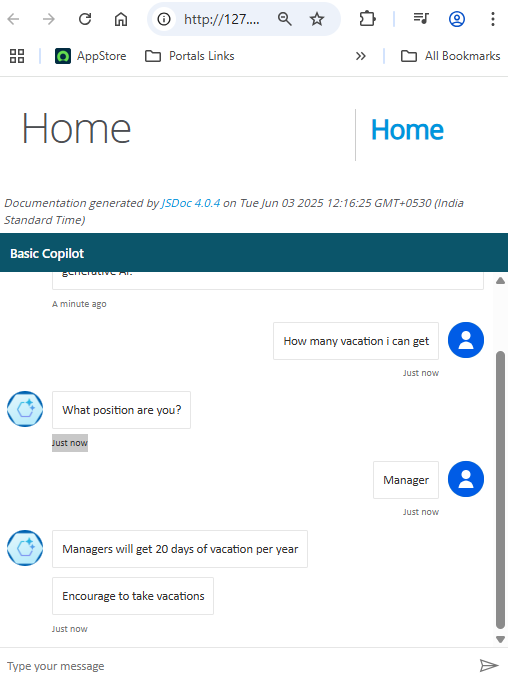 http://127....
AppStore
Portals Links
All Bookmarks
Home
Home
Documentation generated by JSDoc 4.0.4 on Tue Jun 03 2025 12:16:25 GMT+0530 (India
Standard Time)
Basic Copilot
generative AI.
A minute ago
How many vacation i can get
Just now
What position are you?
Just now
Manager
Just now
Managers will get 20 days of vacation per year
Encourage to take vacations
Just now
Type your message